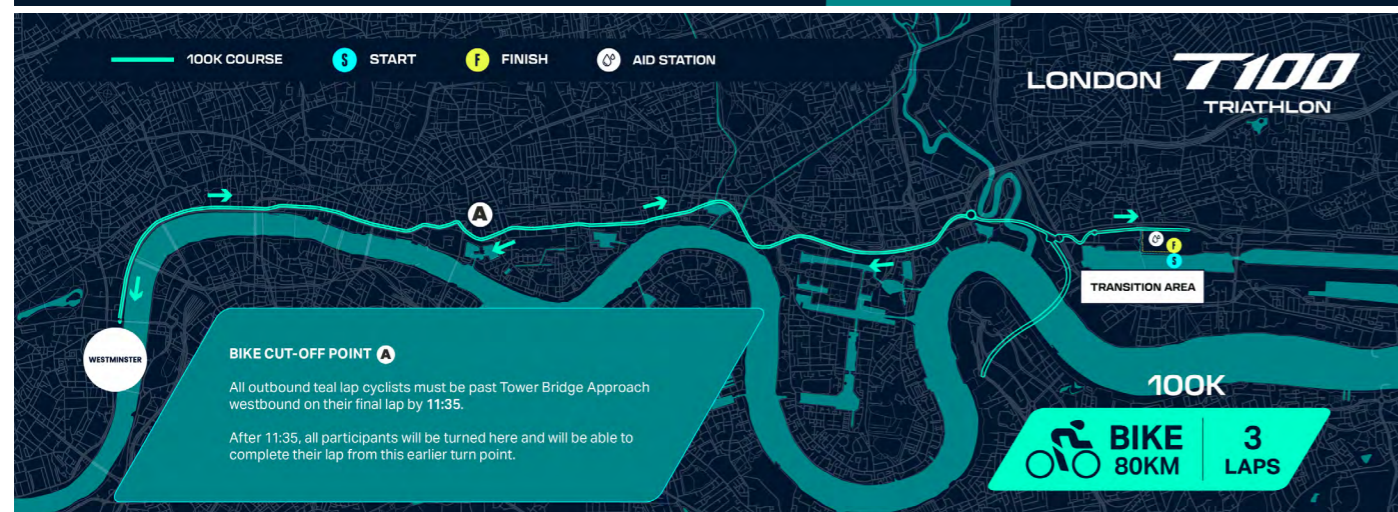 100K COURSE
S START
F FINISH
AID STATION
LONDON T100
TRIATHLON
A
F
S
TRANSITION AREA
WESTMINSTER
BIKE CUT-OFF POINT A
All outbound teal lap cyclists must be past Tower Bridge Approach
westbound on their final lap by 11:35.
After 11:35, all participants will be turned here and will be able to
complete their lap from this earlier turn point.
100K
BIKE
80KM
3
LAPS